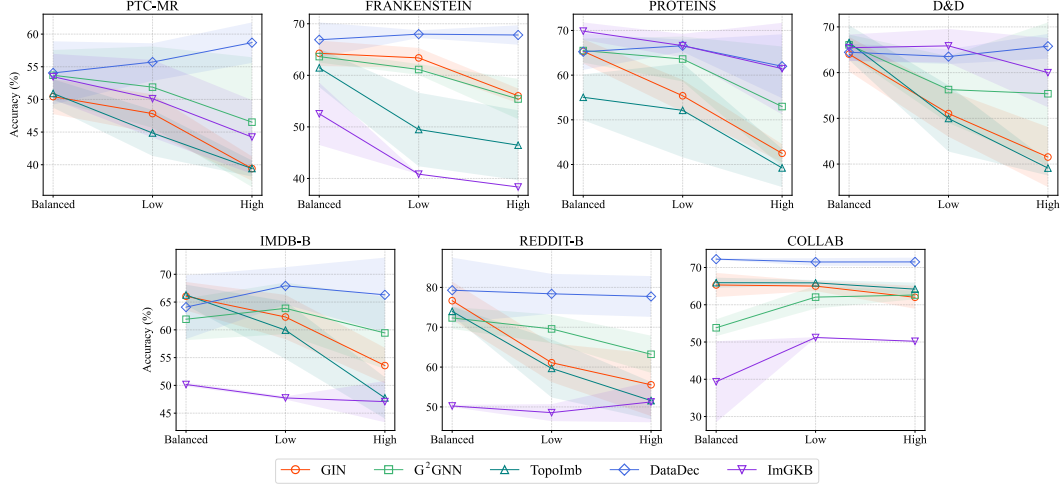 PTC-MR FRANKENSTEIN PROTEINS D&D
Accuracy (%)
60
55
50
45
40
Balanced Low High
70
60
50
40
Balanced Low High
70
60
50
40
Balanced Low High
70
60
50
40
Balanced Low High
IMDB-B REDDIT-B COLLAB
Accuracy (%)
70
65
60
55
50
45
Balanced Low High
80
70
60
50
Balanced Low High
70
60
50
40
30
Balanced Low High
GIN G²GNN TopoImb DataDec ImGKB